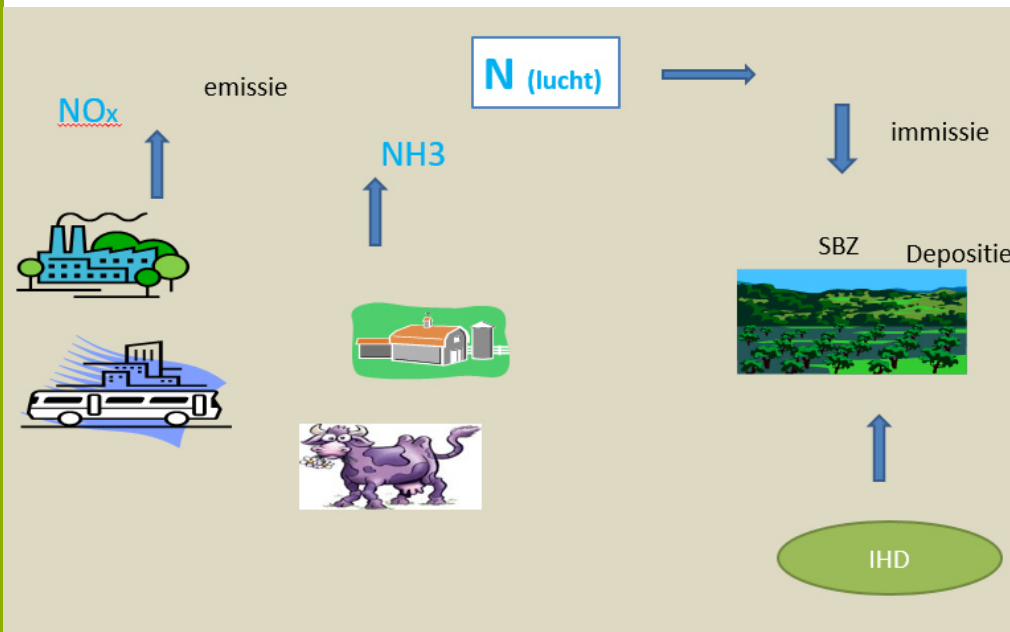 emissie
NOx
N (lucht)
NH3
immissie
SBZ
Depositie
IHD